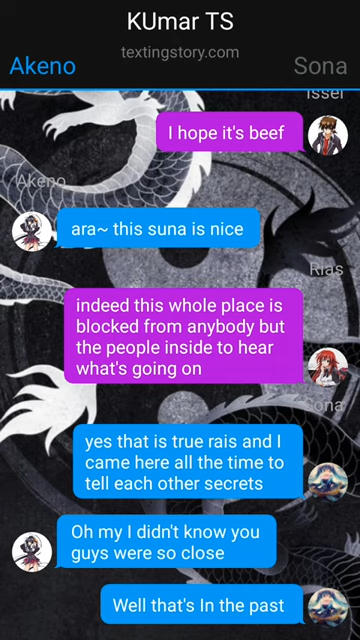 KUmar TS
textingstory.com
Akeno
Sona
Issei
I hope it's beef
Akeno
ara~ this suna is nice
Rias
indeed this whole place is
blocked from anybody but
the people inside to hear
what's going on
Sona
yes that is true rais and I
came here all the time to
tell each other secrets
Oh my I didn't know you
guys were so close
Well that's In the past